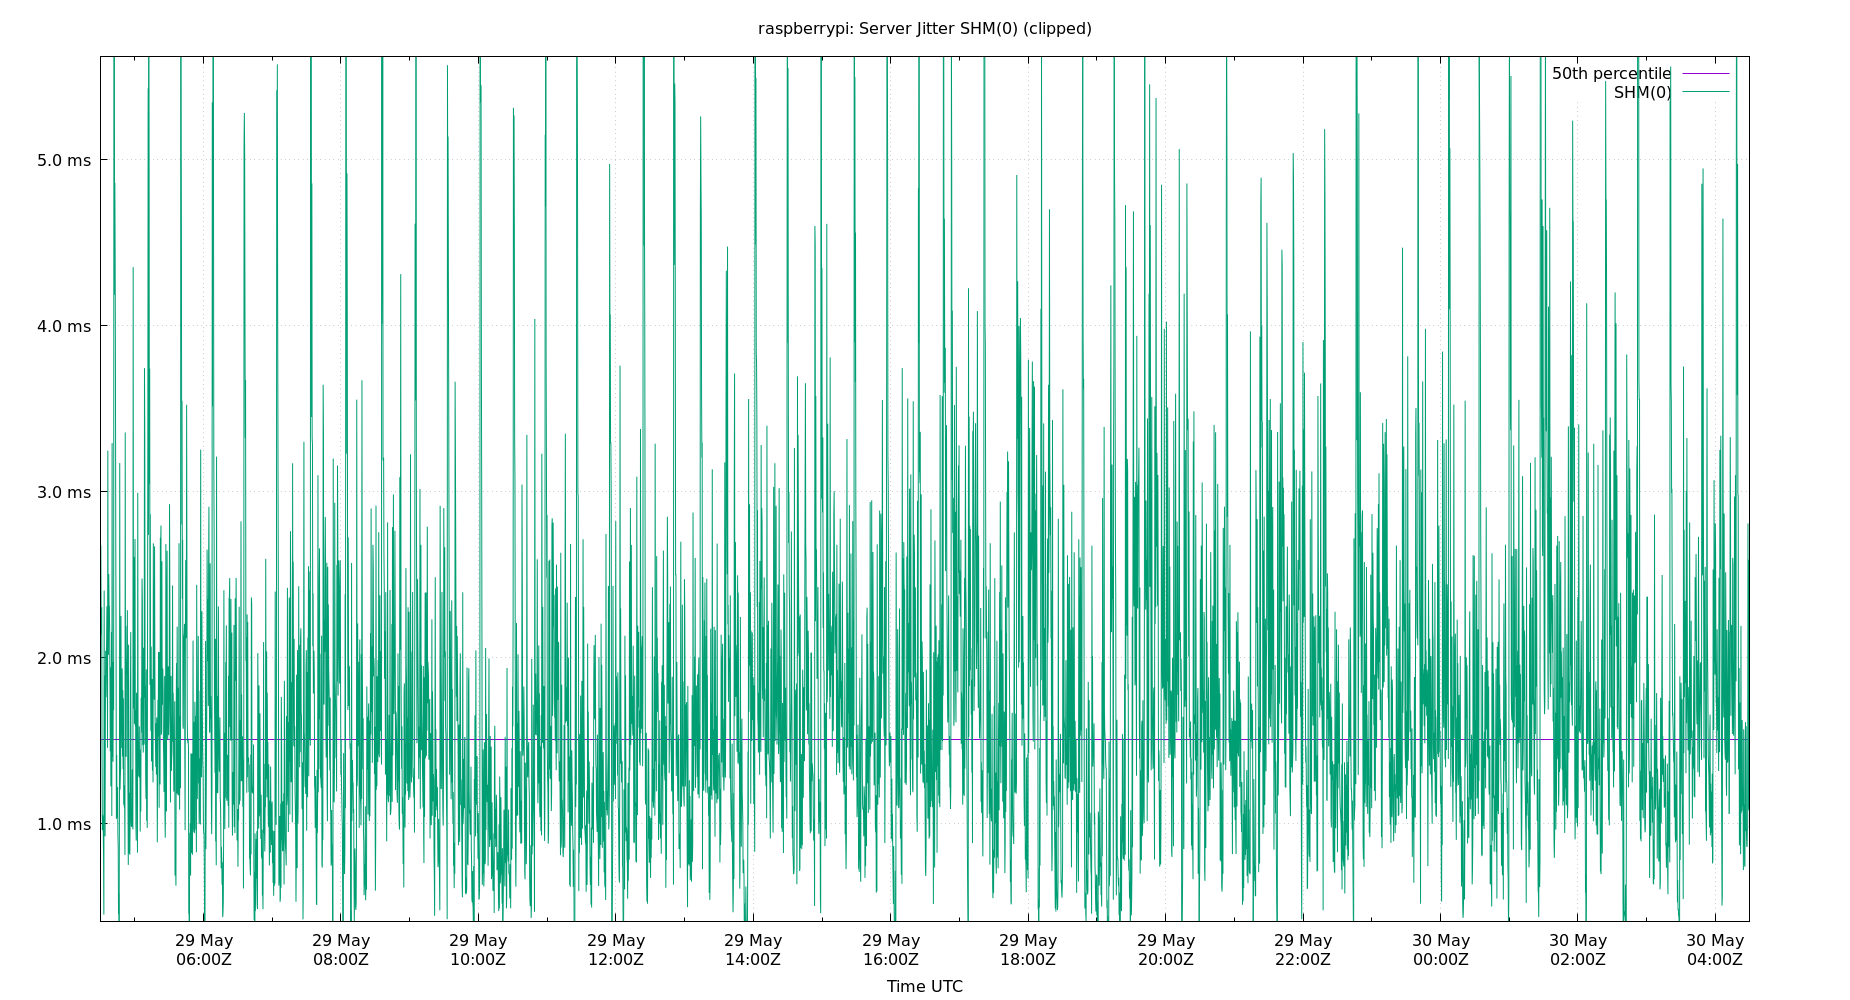 raspberrypi: Server Jitter SHM(0) (clipped)
50th percentile
SHM(0)
5.0 ms
4.0 ms
3.0 ms
2.0 ms
1.0 ms
29 May 29 May 29 May 29 May 29 May 29 May 29 May 29 May 29 May 30 May 30 May 30 May
06:00Z 08:00Z 10:00Z 12:00Z 14:00Z 16:00Z 18:00Z 20:00Z 22:00Z 00:00Z 02:00Z 04:00Z
Time UTC